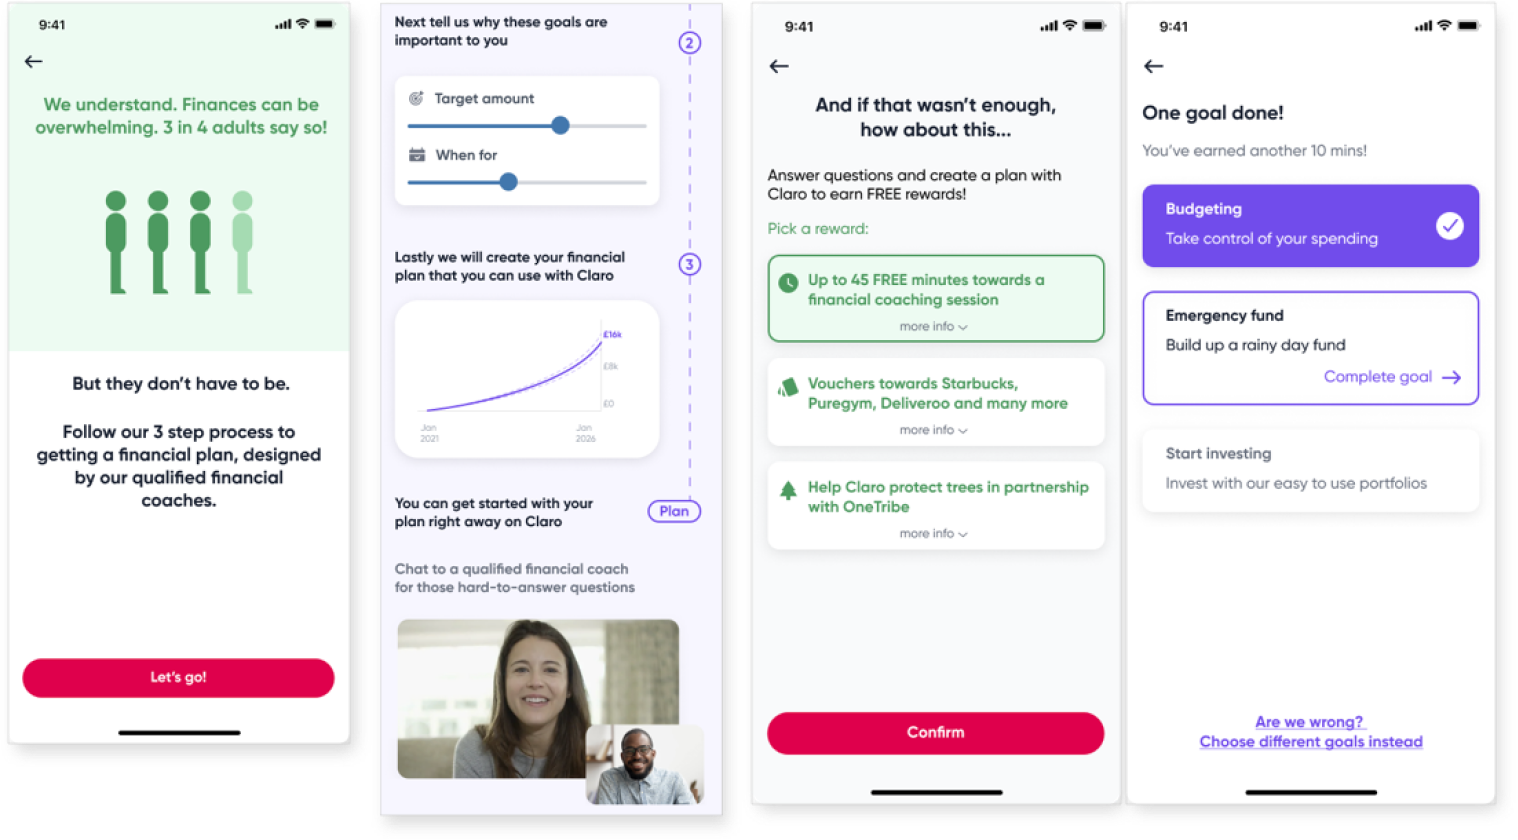 9:41
We understand. Finances can be
overwhelming. 3 in 4 adults say so!
But they don't have to be.
Follow our 3 step process to
getting a financial plan, designed
by our qualified financial
coaches.
Let's go!
Next tell us why these goals are
important to you
2
Target amount
When for
Lastly we will create your financial
plan that you can use with Claro
3
£16k
£8k
£0
Jan
2021
Jan
2026
You can get started with your
plan right away on Claro
Plan
Chat to a qualified financial coach
for those hard-to-answer questions
9:41
And if that wasn't enough,
how about this...
Answer questions and create a plan with
Claro to earn FREE rewards!
Pick a reward:
Up to 45 FREE minutes towards a
financial coaching session
more info
Vouchers towards Starbucks,
Puregym, Deliveroo and many more
more info
Help Claro protect trees in partnership
with OneTribe
more info
Confirm
9:41
One goal done!
You've earned another 10 mins!
Budgeting
Take control of your spending
Emergency fund
Build up a rainy day fund
Complete goal
Start investing
Invest with our easy to use portfolios
Are we wrong?
Choose different goals instead